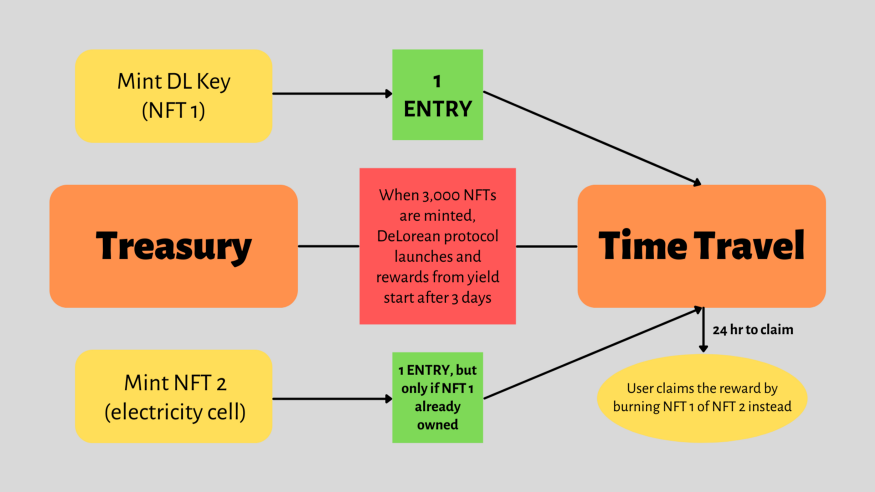 Mint DL Key
(NFT 1)
1
ENTRY
Treasury
When 3,000 NFTs
are minted,
DeLorean protocol
launches and
rewards from yield
start after 3 days
Time Travel
24 hr to claim
Mint NFT 2
(electricity cell)
1 ENTRY, but
only if NFT 1
already
owned
User claims the reward by
burning NFT 1 of NFT 2 instead